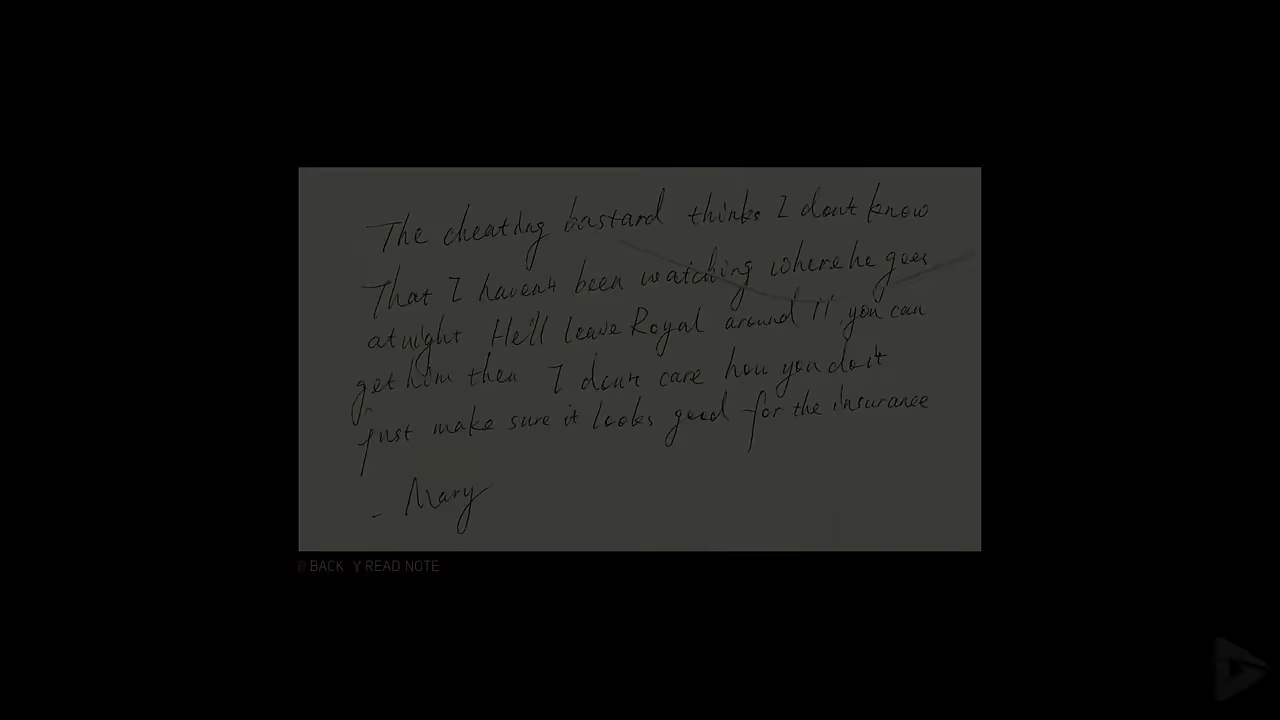 The cheating bastard thinks I dont know
That I havent been watching where he goes
at night He'll leave Royal around 11 you can
get him then I dont care how you do it
just make sure it looks good for the insurance
- Mary
B BACK Y READ NOTE